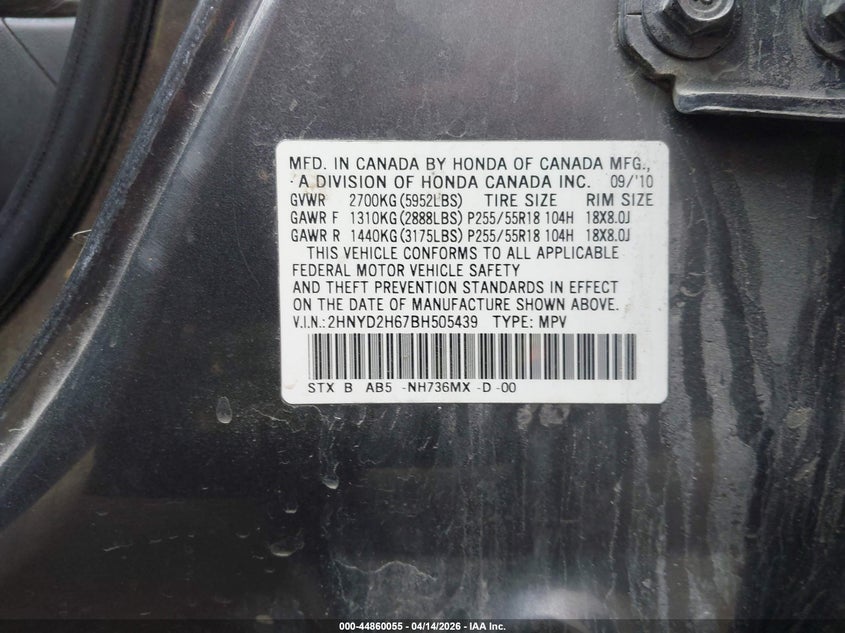 MFD. IN CANADA BY HONDA OF CANADA MFG.,
A DIVISION OF HONDA CANADA INC. 09/'10
GVWR 2700KG(5952LBS) TIRE SIZE RIM SIZE
GAWR F 1310KG(2888LBS) P255/55R18 104H 18X8.0J
GAWR R 1440KG(3175LBS) P255/55R18 104H 18X8.0J
THIS VEHICLE CONFORMS TO ALL APPLICABLE
FEDERAL MOTOR VEHICLE SAFETY
AND THEFT PREVENTION STANDARDS IN EFFECT
ON THE DATE OF MANUFACTURE SHOWN ABOVE.
V.I.N.: 2HNYD2H67BH505439 TYPE: MPV
STX B AB5 -NH736MX -D -00
000-44860055 - 04/14/2026 - IAA Inc.